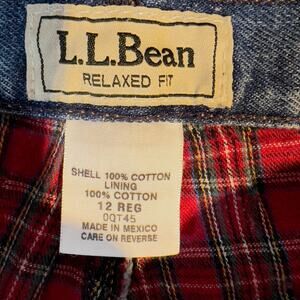 L.L.Bean
RELAXED FIT
SHELL 100% COTTON
LINING
100% COTTON
12 REG
0QT45
MADE IN MEXICO
CARE ON REVERSE